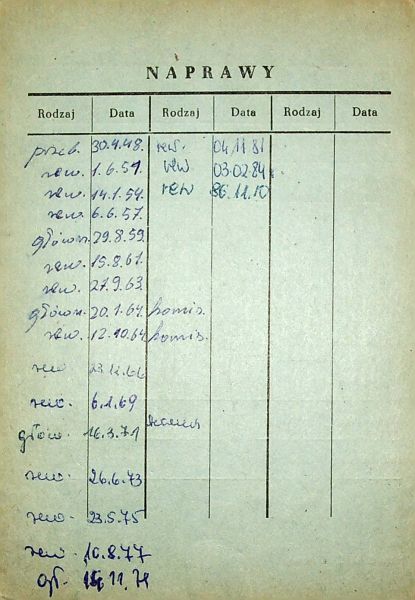 NAPRAWY
Rodzaj Data Rodzaj Data Rodzaj Data
przeb. 30.4.48. rew. 04.11.81
rew. 1.6.51. rew 03.02.84
rew. 14.1.54. rew 86.11.10
rew. 6.6.57.
główn. 29.8.59.
rew. 15.8.61.
rew. 27.9.63.
główn. 20.1.64. komis.
rew. 12.10.64 komis.
rew 23.12.66
rew. 6.1.69
głów. 16.3.71
rew. 26.6.73
rew. 23.5.75
rew. 10.8.77
gł. 11.79